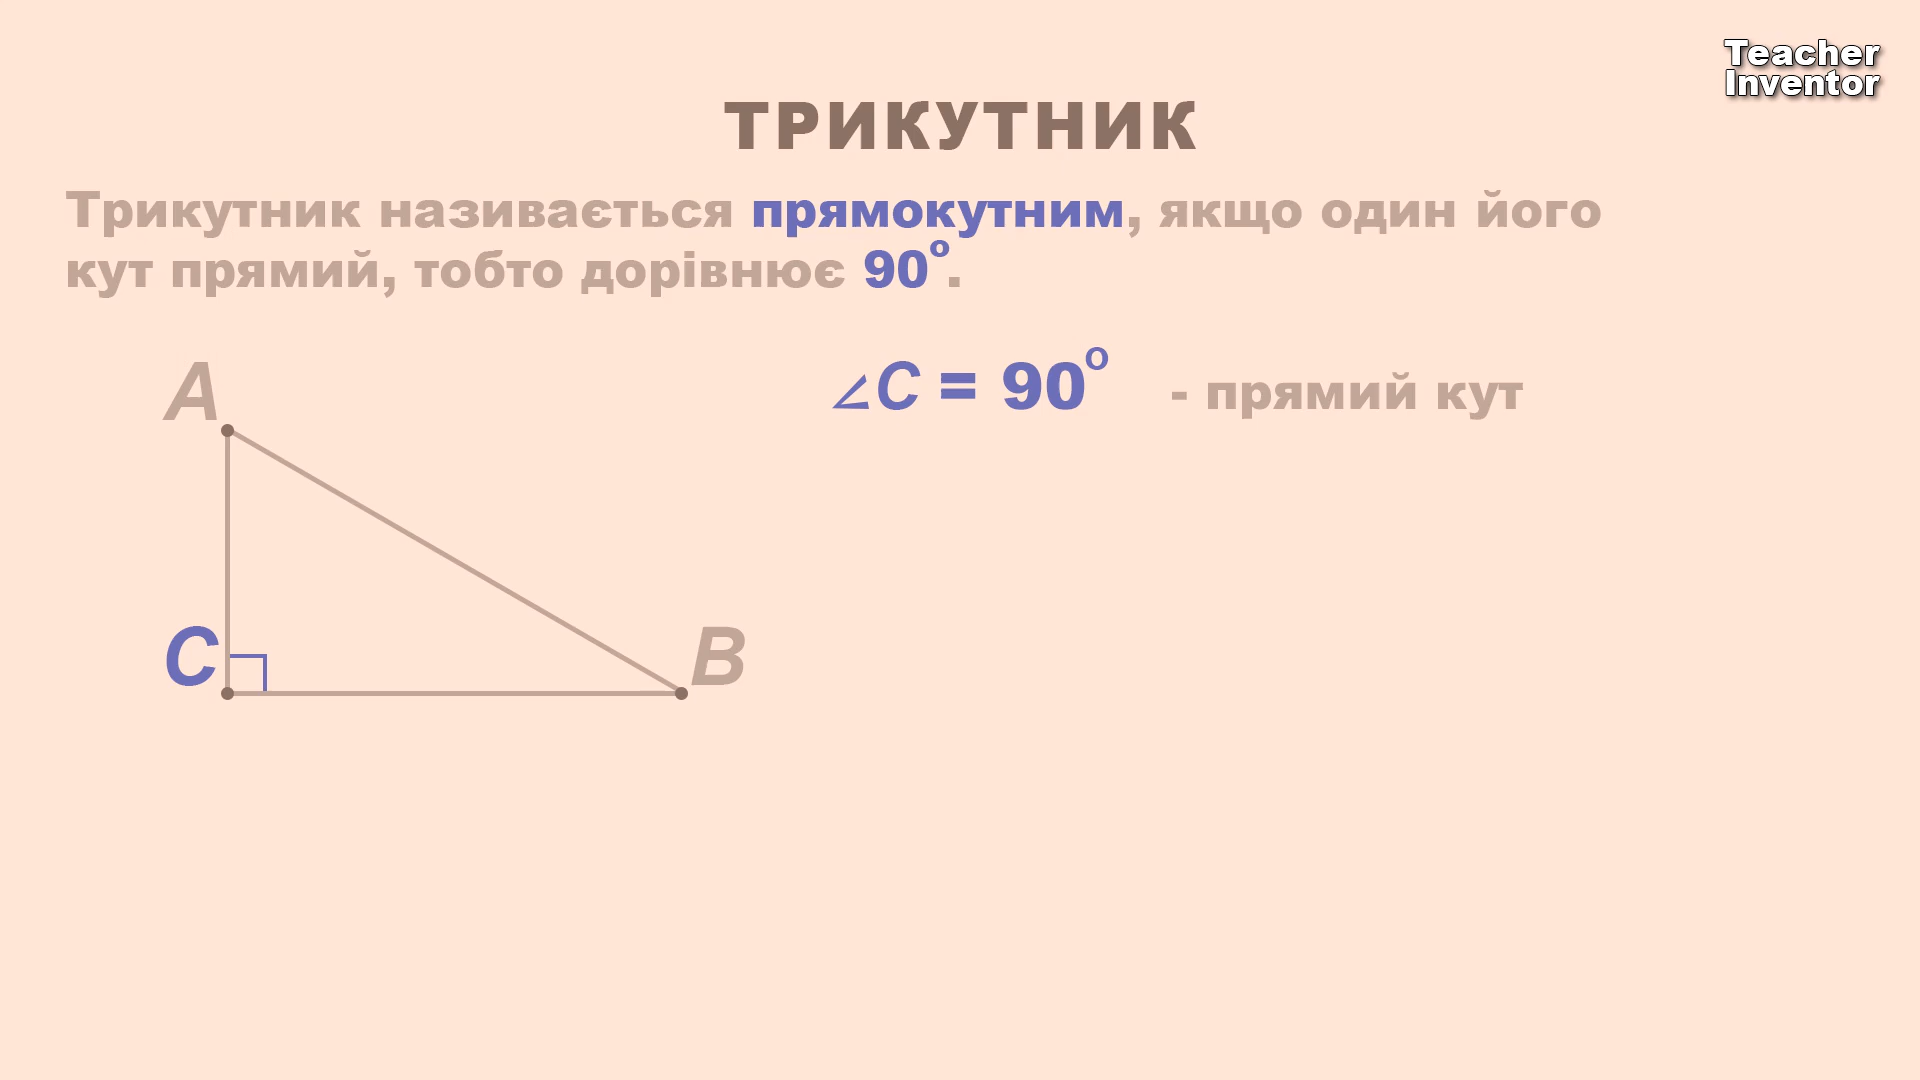 Teacher
Inventor
ТРИКУТНИК
Трикутник називається прямокутним, якщо один його
кут прямий, тобто дорівнює 90°.
A
∠C = 90° - прямий кут
C
B